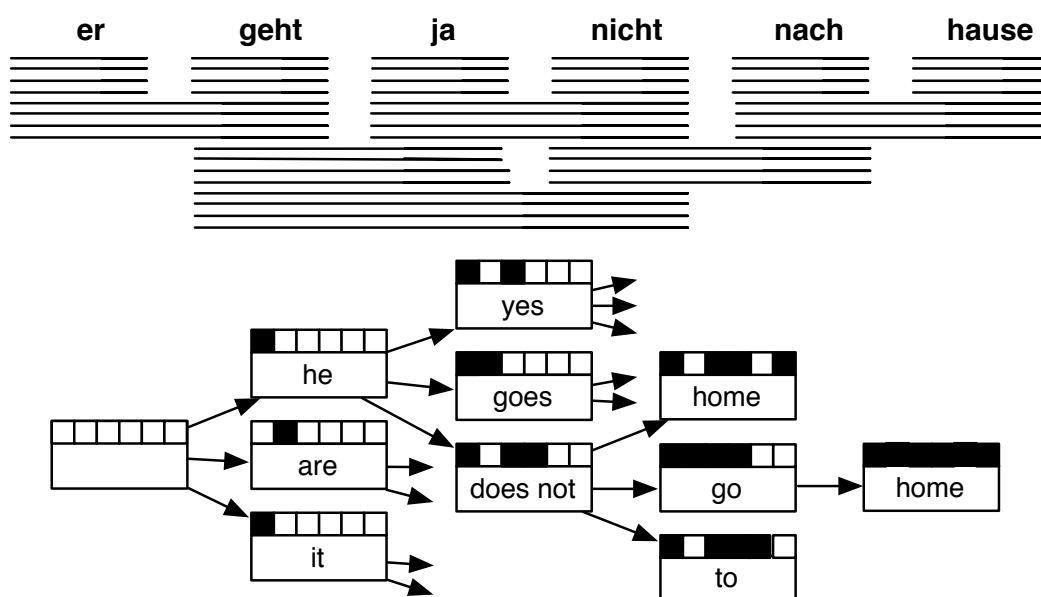 er geht ja nicht nach hause
yes
he
goes
home
are
does not
go
home
it
to